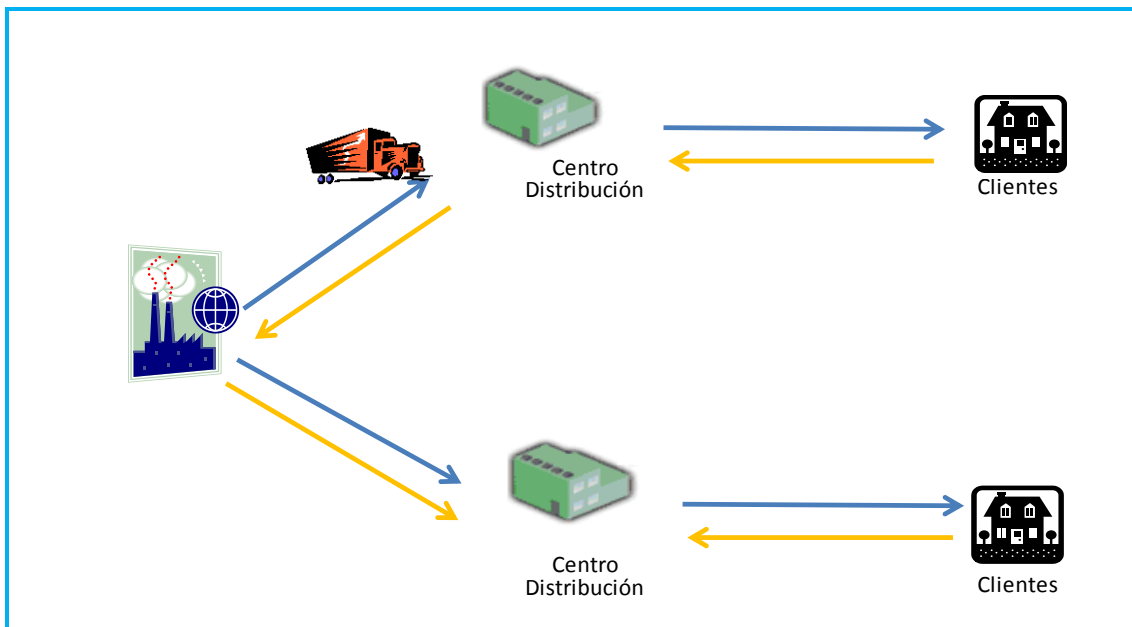 Centro
Distribución
Clientes
Centro
Distribución
Clientes